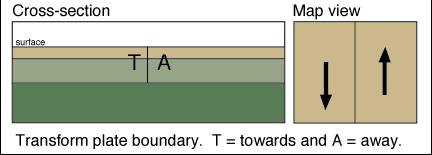 Cross-section Map view
surface
T A
Transform plate boundary. T = towards and A = away.